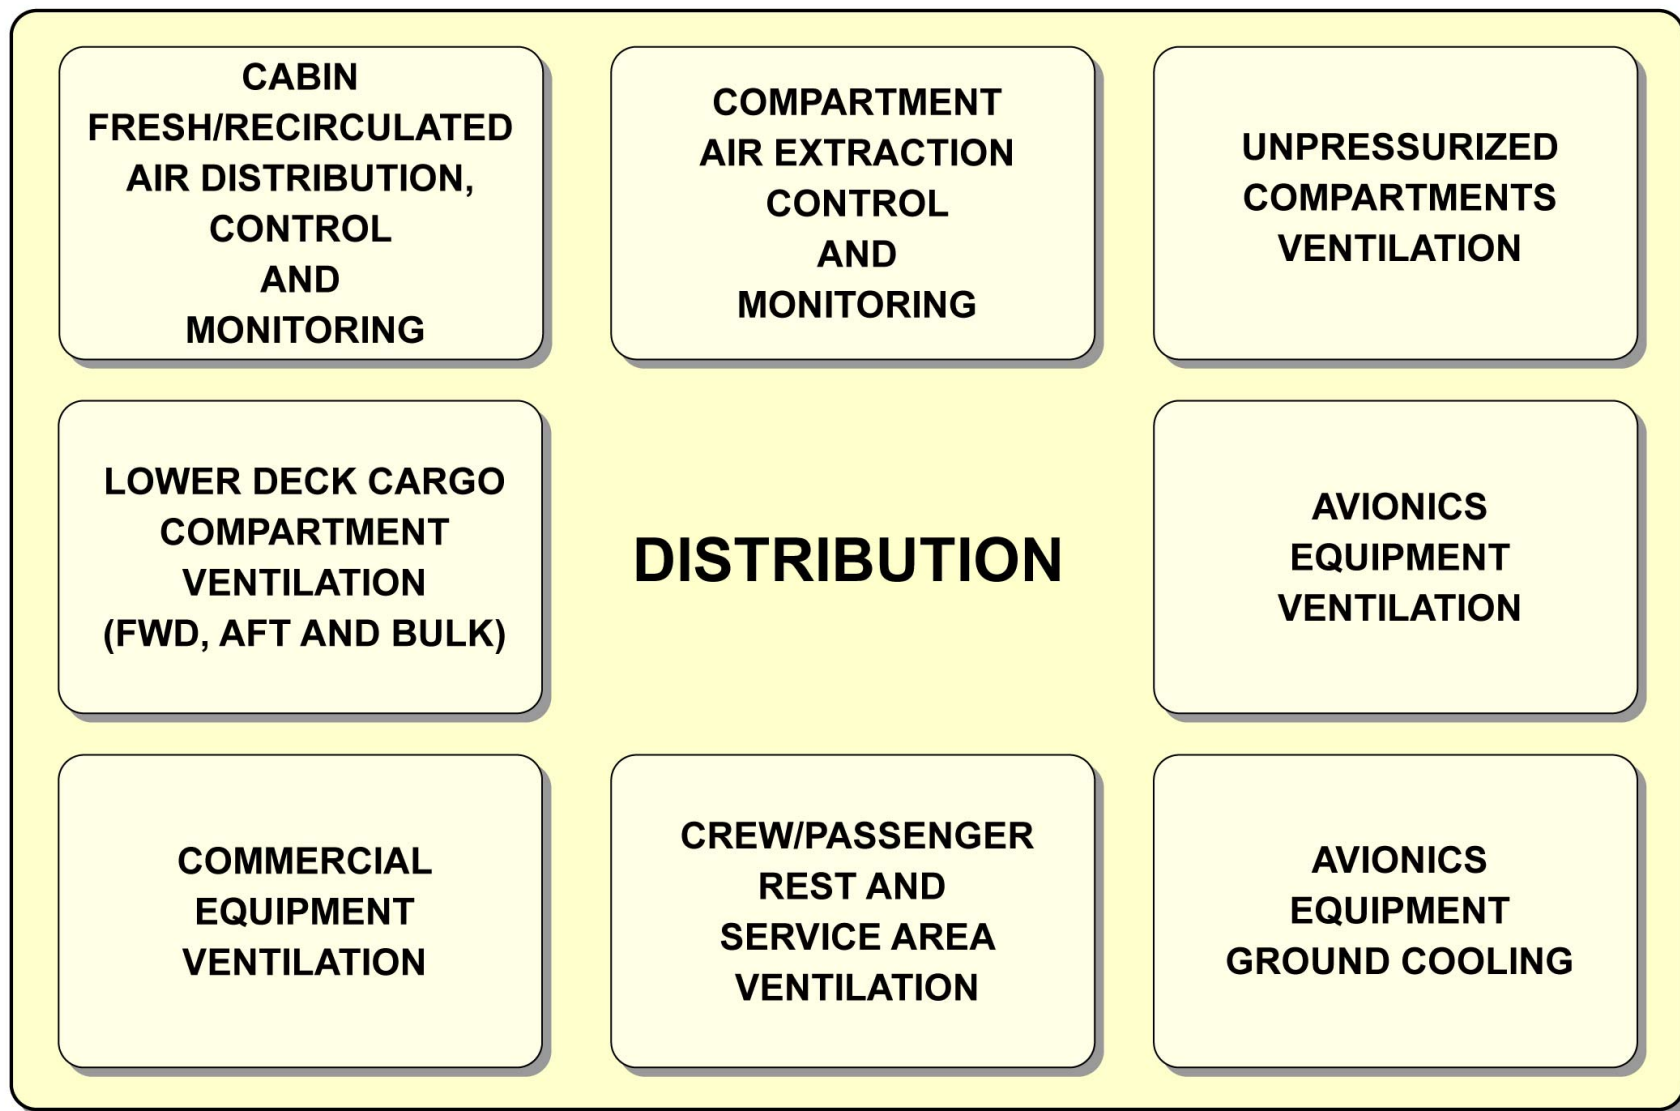 CABIN
FRESH/RECIRCULATED
AIR DISTRIBUTION,
CONTROL
AND
MONITORING
COMPARTMENT
AIR EXTRACTION
CONTROL
AND
MONITORING
UNPRESSURIZED
COMPARTMENTS
VENTILATION
LOWER DECK CARGO
COMPARTMENT
VENTILATION
(FWD, AFT AND BULK)
DISTRIBUTION
AVIONICS
EQUIPMENT
VENTILATION
COMMERCIAL
EQUIPMENT
VENTILATION
CREW/PASSENGER
REST AND
SERVICE AREA
VENTILATION
AVIONICS
EQUIPMENT
GROUND COOLING